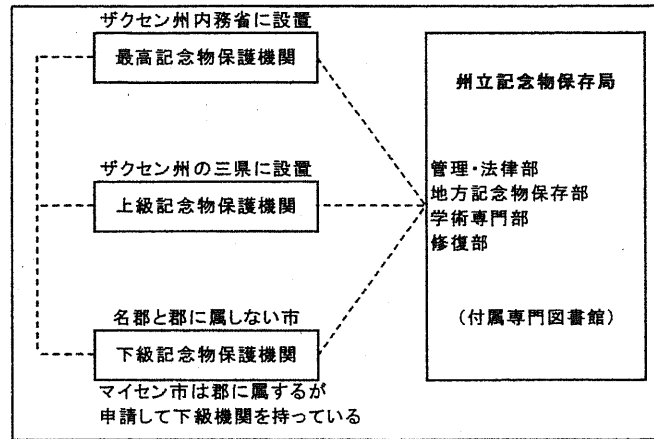 ザクセン州内務省に設置
最高記念物保護機関
ザクセン州の三県に設置
上級記念物保護機関
名郡と郡に属しない市
下級記念物保護機関
マイセン市は郡に属するが
申請して下級機関を持っている
州立記念物保存局
管理・法律部
地方記念物保存部
学術専門部
修復部
(付属専門図書館)